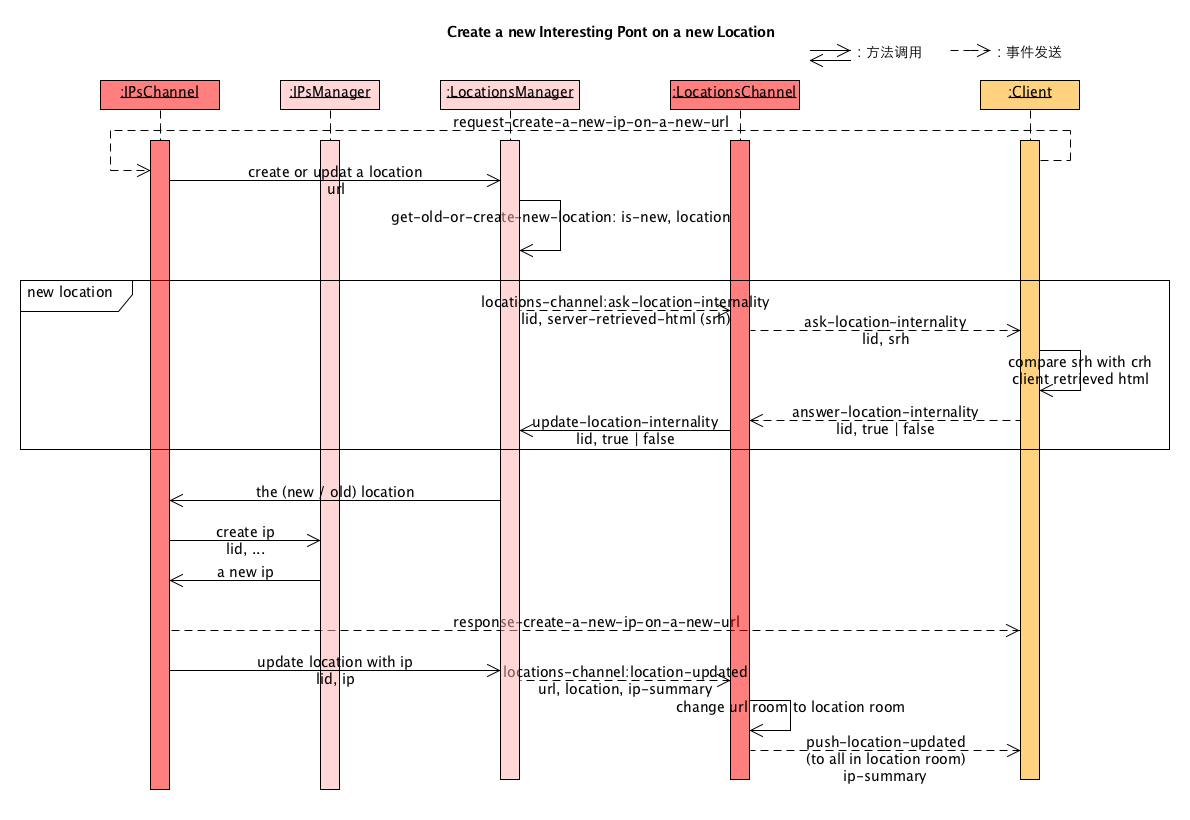 Create a new Interesting Pont on a new Location
: 方法调用
: 事件发送
:IPsChannel
:IPsManager
:LocationsManager
:LocationsChannel
:Client
request-create-a-new-ip-on-a-new-url
create or updat a location
url
get-old-or-create-new-location: is-new, location
new location
locations-channel:ask-location-internality
lid, server-retrieved-html (srh)
ask-location-internality
lid, srh
compare srh with crh
client retrieved html
answer-location-internality
lid, true | false
update-location-internality
lid, true | false
the (new / old) location
create ip
lid, ...
a new ip
response-create-a-new-ip-on-a-new-url
update location with ip
lid, ip
locations-channel:location-updated
url, location, ip-summary
change url room to location room
push-location-updated
(to all in location room)
ip-summary